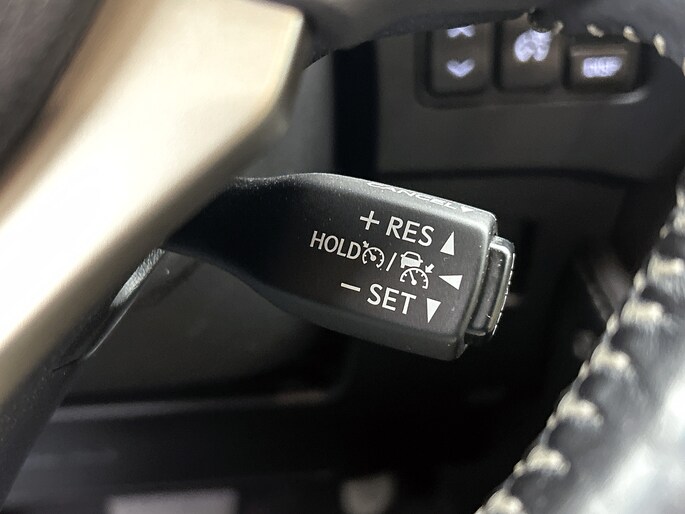 CANCEL
+ RES
HOLD /
− SET